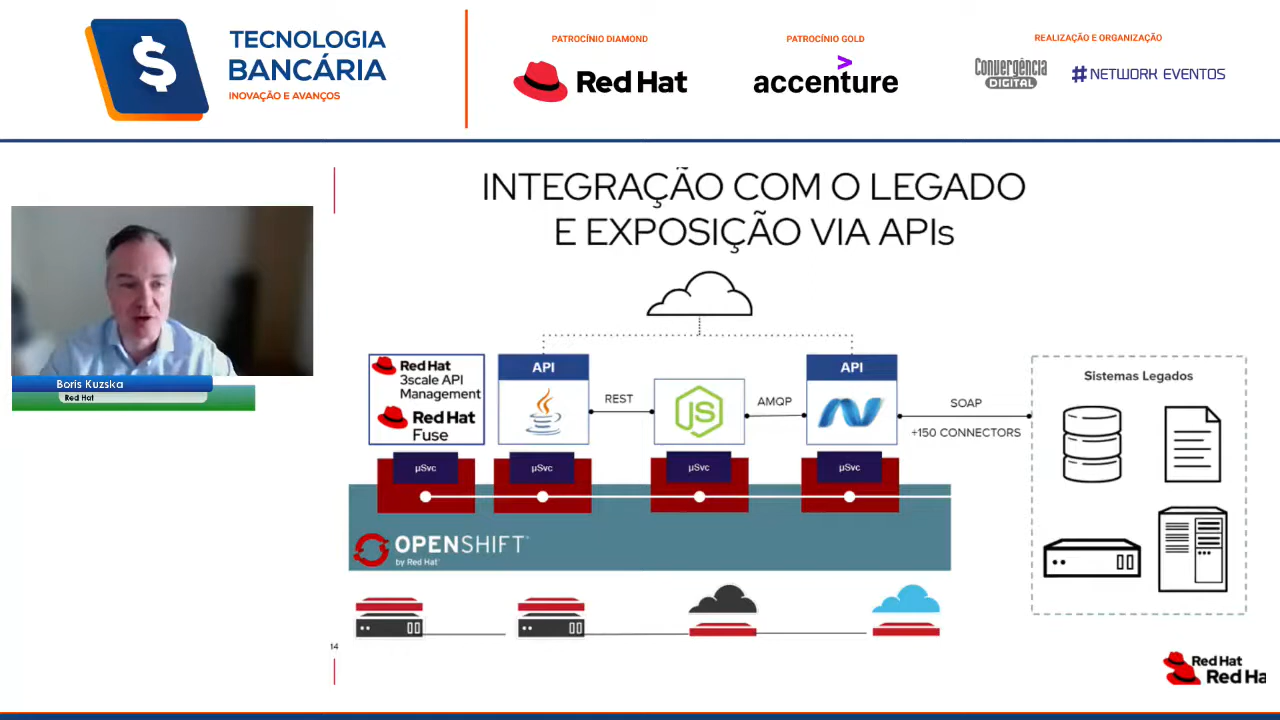 TECNOLOGIA
BANCÁRIA
INOVAÇÃO E AVANÇOS
PATROCÍNIO DIAMOND
Red Hat
PATROCÍNIO GOLD
accenture
REALIZAÇÃO E ORGANIZAÇÃO
Convergência
DIGITAL
# NETWORK EVENTOS
INTEGRAÇÃO COM O LEGADO
E EXPOSIÇÃO VIA APIs
Boris Kuzska
Red Hat
Red Hat
3scale API
Management
Red Hat
Fuse
API
Java
REST
JS
AMQP
API
SOAP
+150 CONNECTORS
Sistemas Legados
µSvc
µSvc
µSvc
µSvc
OPENSHIFT
by Red Hat®
14
Red Hat
Red Ha